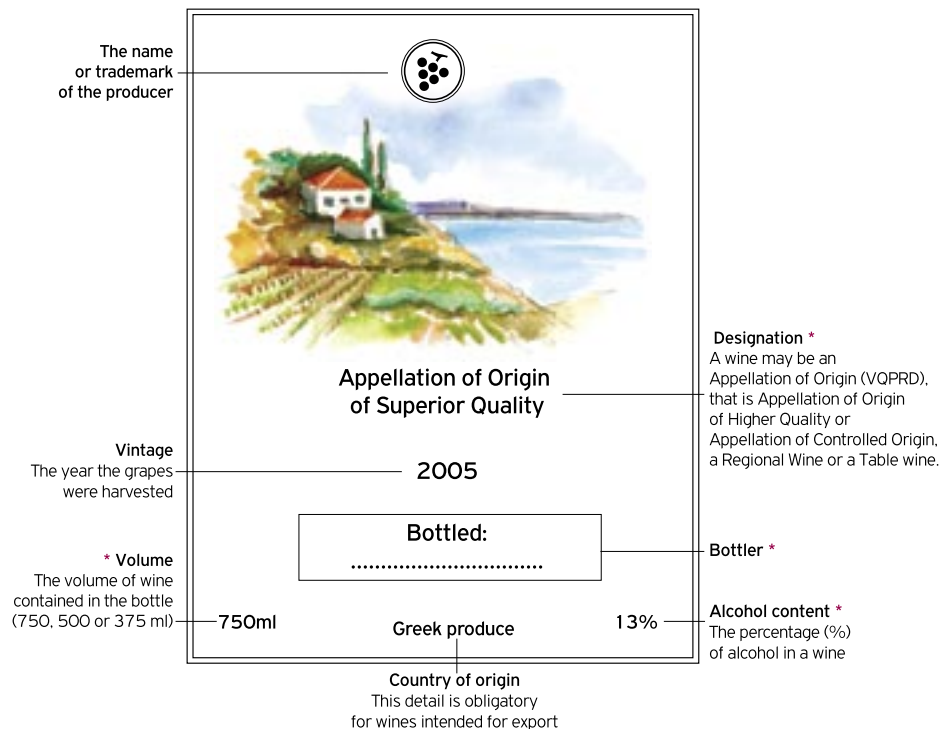 The name
or trademark
of the producer
Designation *
A wine may be an
Appellation of Origin (VQPRD),
that is Appellation of Origin
of Higher Quality or
Appellation of Controlled Origin,
a Regional Wine or a Table wine.
Appellation of Origin
of Superior Quality
Vintage
The year the grapes
were harvested
2005
Bottled:
................................
Bottler *
* Volume
The volume of wine
contained in the bottle
(750, 500 or 375 ml)
750ml
Greek produce
13%
Alcohol content *
The percentage (%)
of alcohol in a wine
Country of origin
This detail is obligatory
for wines intended for export